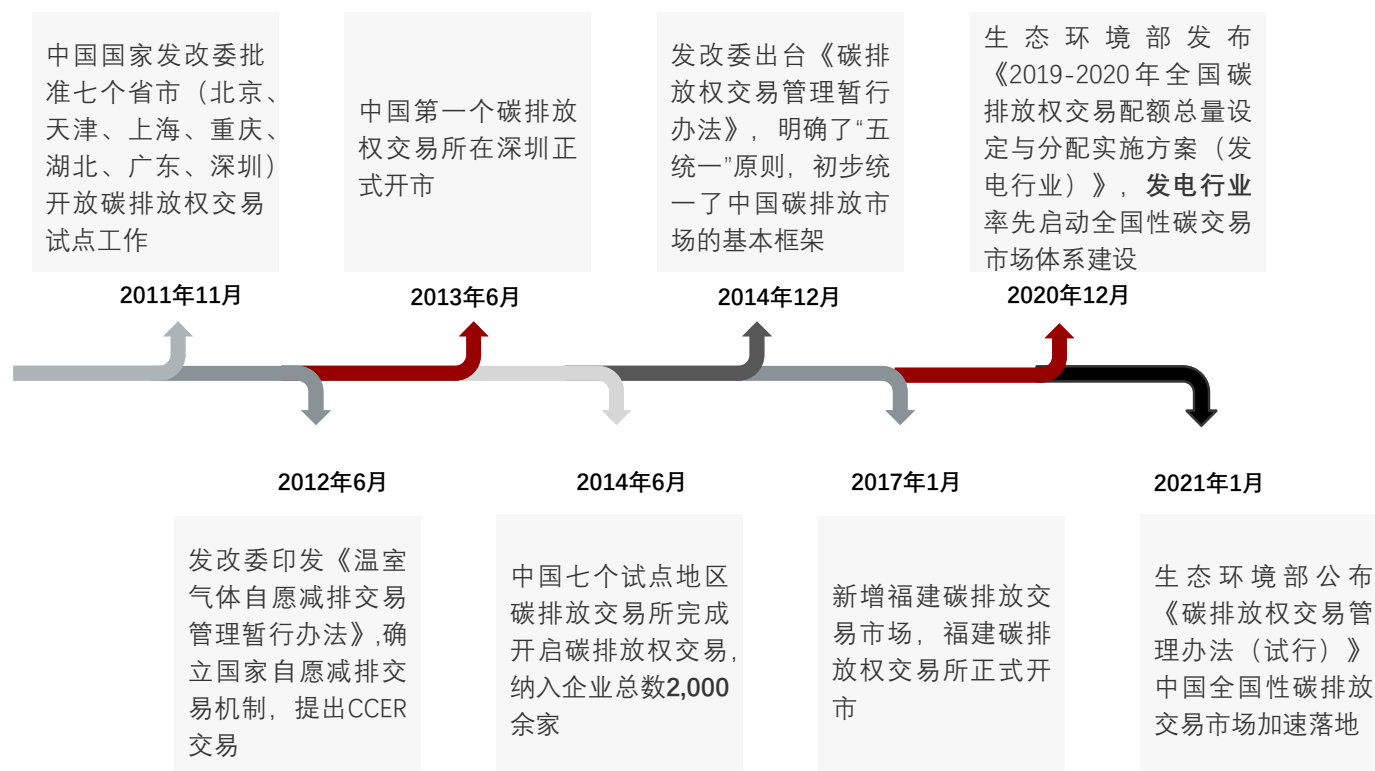 中国国家发改委批
准七个省市（北京、
天津、上海、重庆、
湖北、广东、深圳）
开放碳排放权交易
试点工作
2011年11月
2012年6月
发改委印发《温室
气体自愿减排交易
管理暂行办法》,确
立国家自愿减排交
易机制，提出CCER
交易
中国第一个碳排放
权交易所在深圳正
式开市
2013年6月
2014年6月
中国七个试点地区
碳排放交易所完成
开启碳排放权交易,
纳入企业总数2,000
余家
发改委出台《碳排
放权交易管理暂行
办法》，明确了“五
统一”原则，初步统
一了中国碳排放市
场的基本框架
2014年12月
2017年1月
新增福建碳排放交
易市场，福建碳排
放权交易所正式开
市
生态环境部发布
《2019-2020年全国碳
排放权交易配额总量设
定与分配实施方案（发
电行业）》，发电行业
率先启动全国性碳交易
市场体系建设
2020年12月
2021年1月
生态环境部公布
《碳排放权交易管
理办法（试行）》
中国全国性碳排放
交易市场加速落地